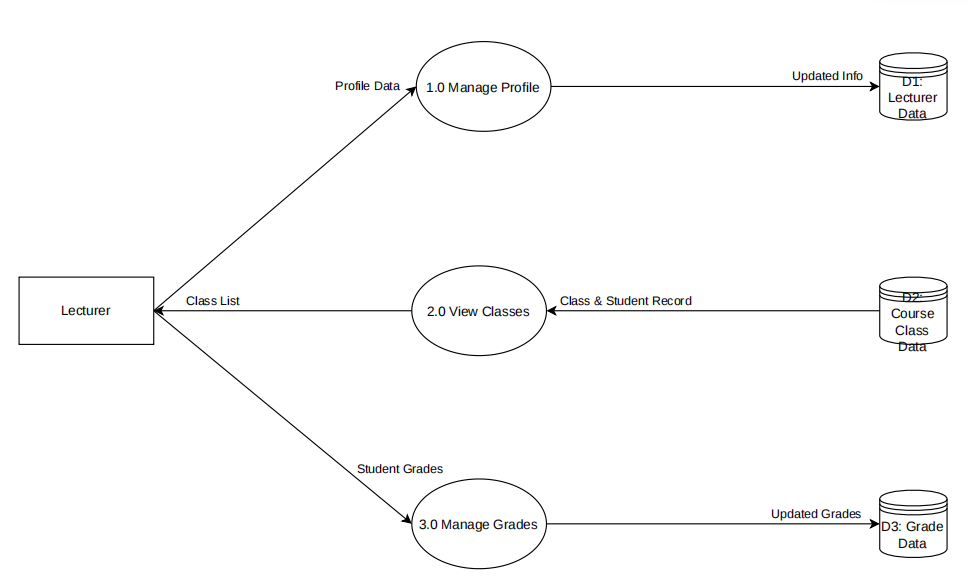 Profile Data
1.0 Manage Profile
Updated Info
D1:
Lecturer
Data
Lecturer
Class List
2.0 View Classes
Class & Student Record
D2:
Course
Class
Data
Student Grades
3.0 Manage Grades
Updated Grades
D3: Grade
Data